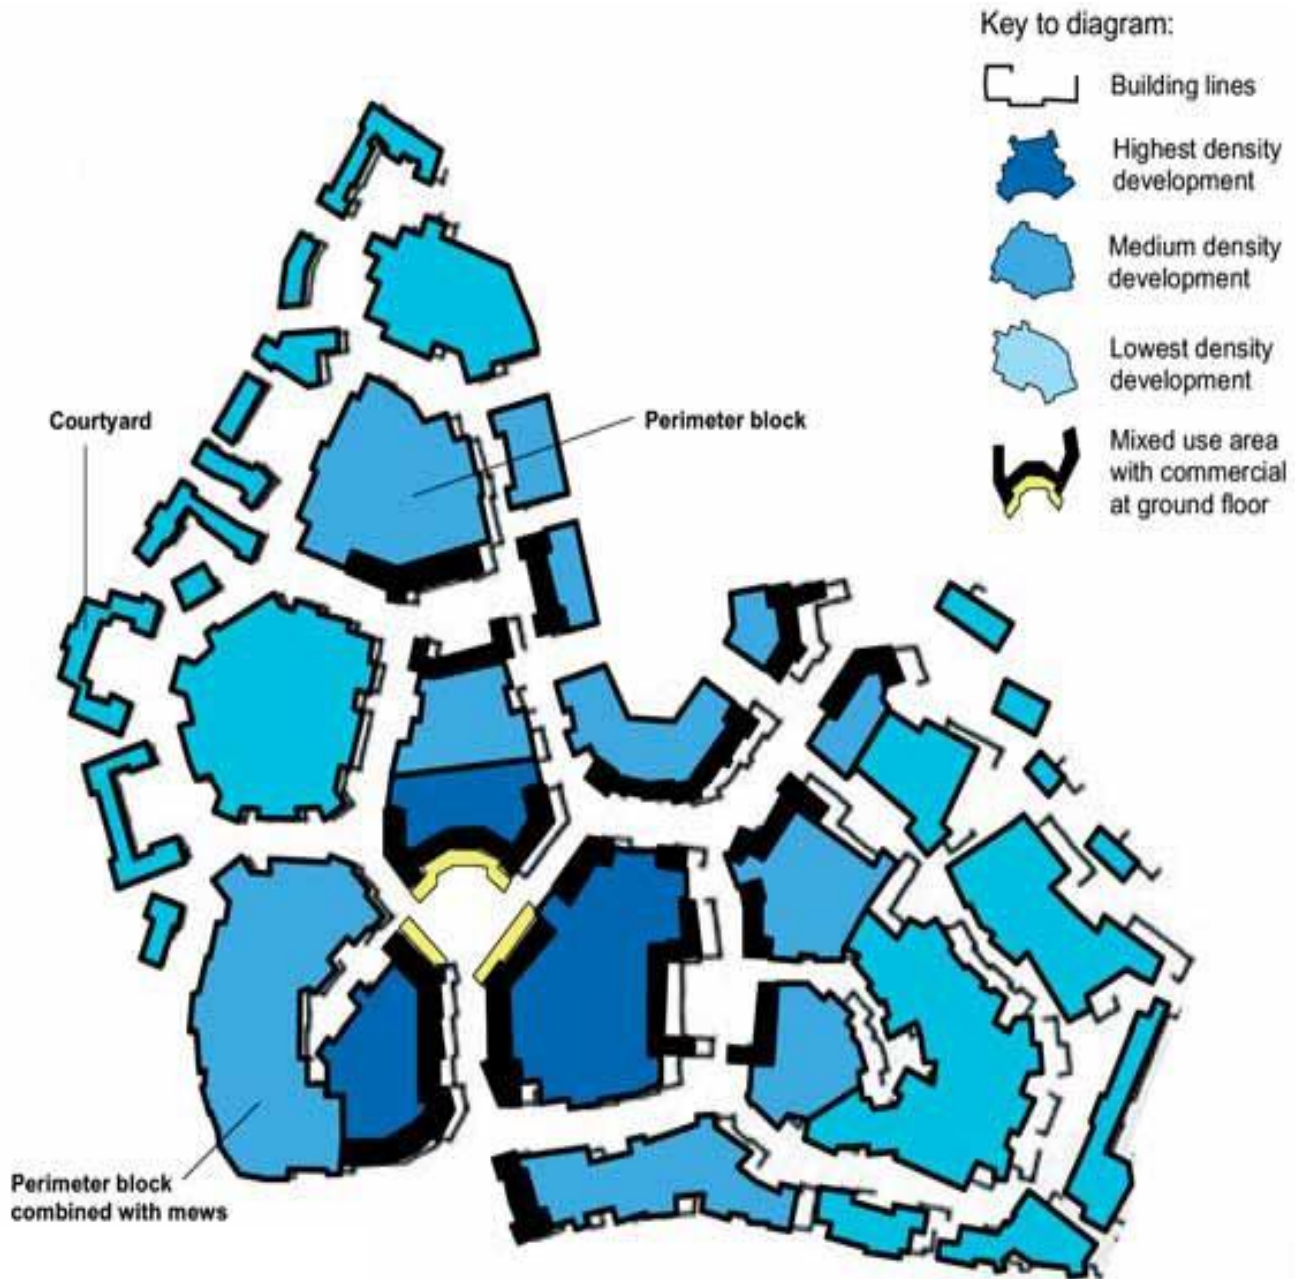 Key to diagram:
Building lines
Highest density
development
Medium density
development
Lowest density
development
Mixed use area
with commercial
at ground floor
Courtyard
Perimeter block
Perimeter block
combined with mews